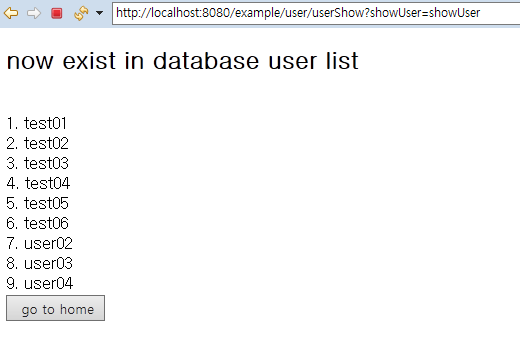 http://localhost:8080/example/user/userShow?showUser=showUser
now exist in database user list
1. test01
2. test02
3. test03
4. test04
5. test05
6. test06
7. user02
8. user03
9. user04
go to home